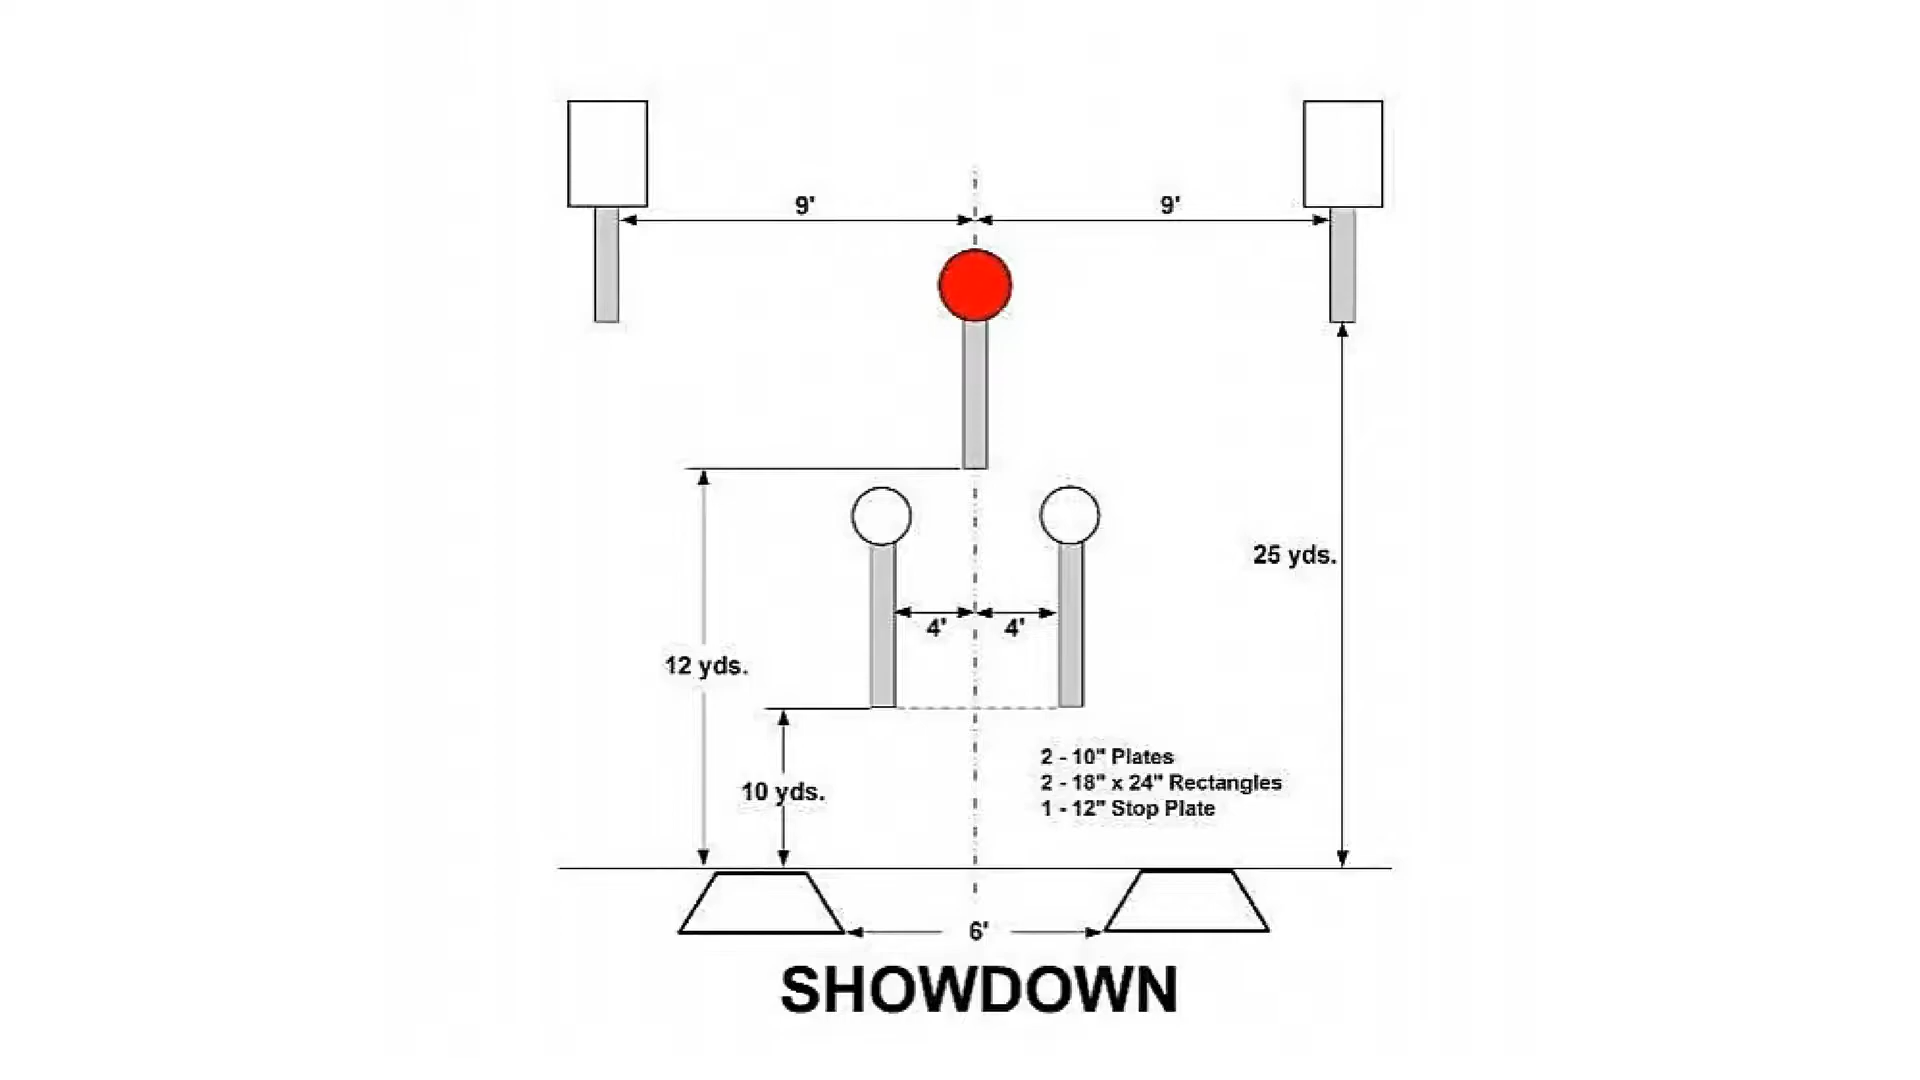 9' 9'
25 yds.
4' 4'
12 yds.
2 - 10" Plates
2 - 18" x 24" Rectangles
10 yds.
1 - 12" Stop Plate
6'
SHOWDOWN